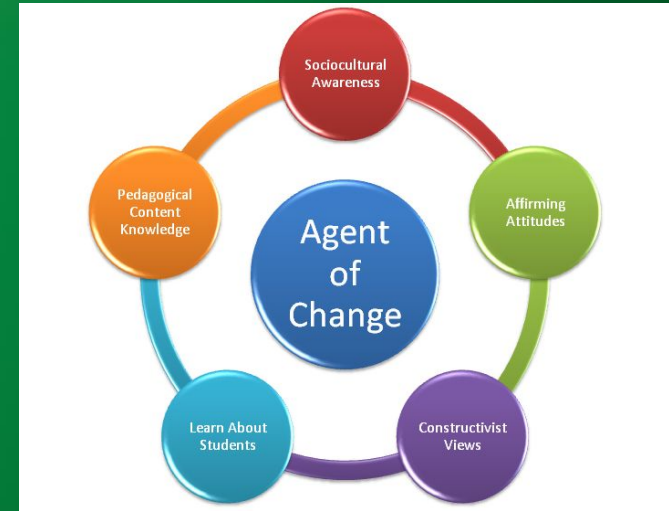 Sociocultural
Awareness
Affirming
Attitudes
Constructivist
Views
Learn About
Students
Pedagogical
Content
Knowledge
Agent
of
Change